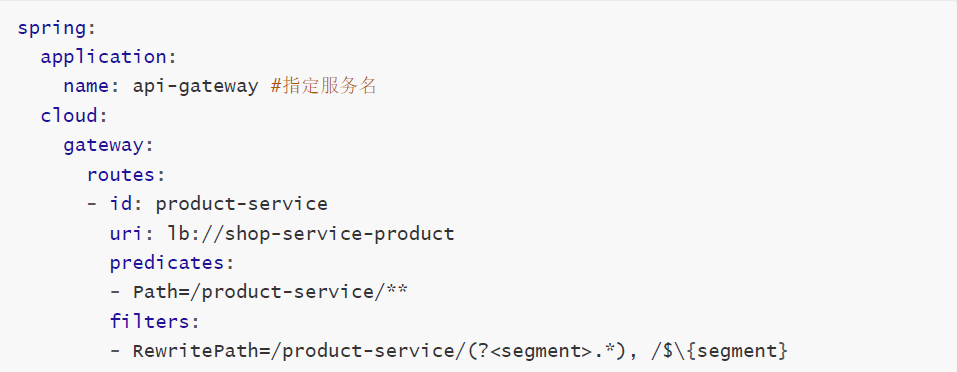 spring:
  application:
    name: api-gateway #指定服务名
  cloud:
    gateway:
      routes:
      - id: product-service
        uri: lb://shop-service-product
        predicates:
        - Path=/product-service/**
        filters:
        - RewritePath=/product-service/(?<segment>.*), /$\{segment}